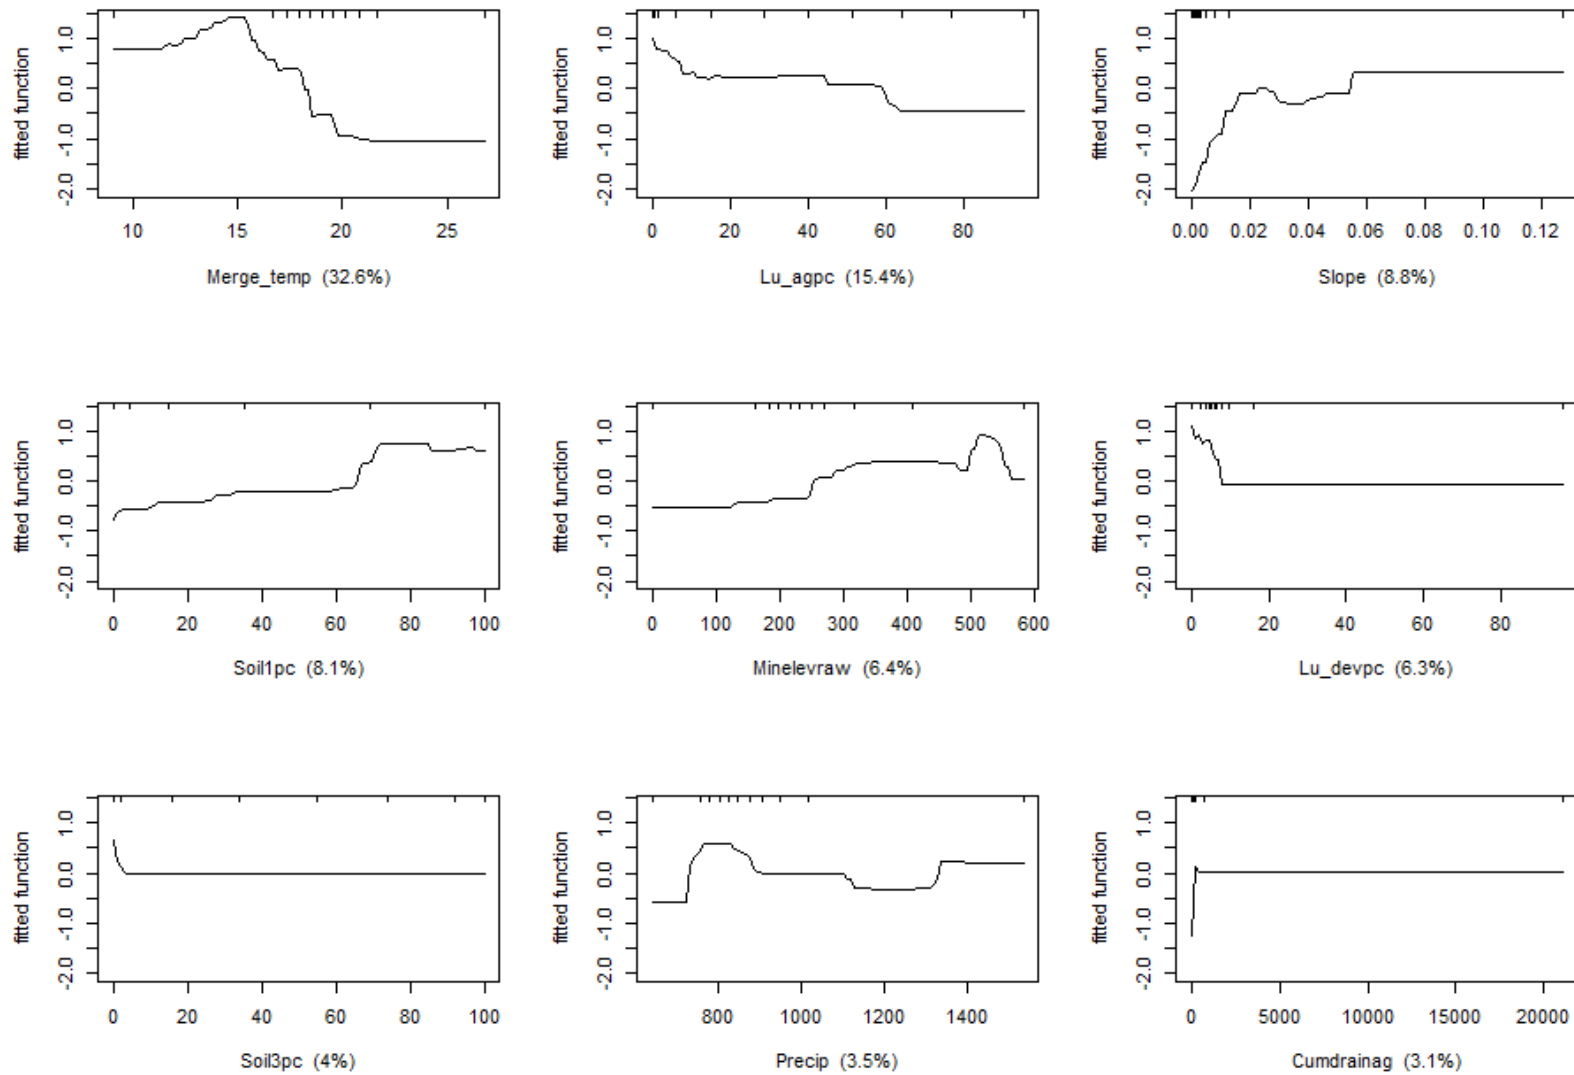 fitted function
-2.0 -1.0 0.0 1.0
10 15 20 25
Merge_temp (32.6%)
fitted function
-2.0 -1.0 0.0 1.0
0 20 40 60 80
Lu_agpc (15.4%)
fitted function
-2.0 -1.0 0.0 1.0
0.00 0.02 0.04 0.06 0.08 0.10 0.12
Slope (8.8%)
fitted function
-2.0 -1.0 0.0 1.0
0 20 40 60 80 100
Soil1pc (8.1%)
fitted function
-2.0 -1.0 0.0 1.0
0 100 200 300 400 500 600
Minelevraw (6.4%)
fitted function
-2.0 -1.0 0.0 1.0
0 20 40 60 80
Lu_devpc (6.3%)
fitted function
-2.0 -1.0 0.0 1.0
0 20 40 60 80 100
Soil3pc (4%)
fitted function
-2.0 -1.0 0.0 1.0
800 1000 1200 1400
Precip (3.5%)
fitted function
-2.0 -1.0 0.0 1.0
0 5000 10000 15000 20000
Cumdrainag (3.1%)